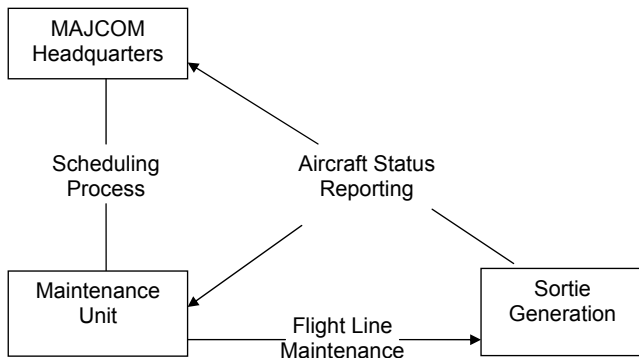 MAJCOM
Headquarters
Scheduling
Process
Aircraft Status
Reporting
Maintenance
Unit
Flight Line
Maintenance
Sortie
Generation